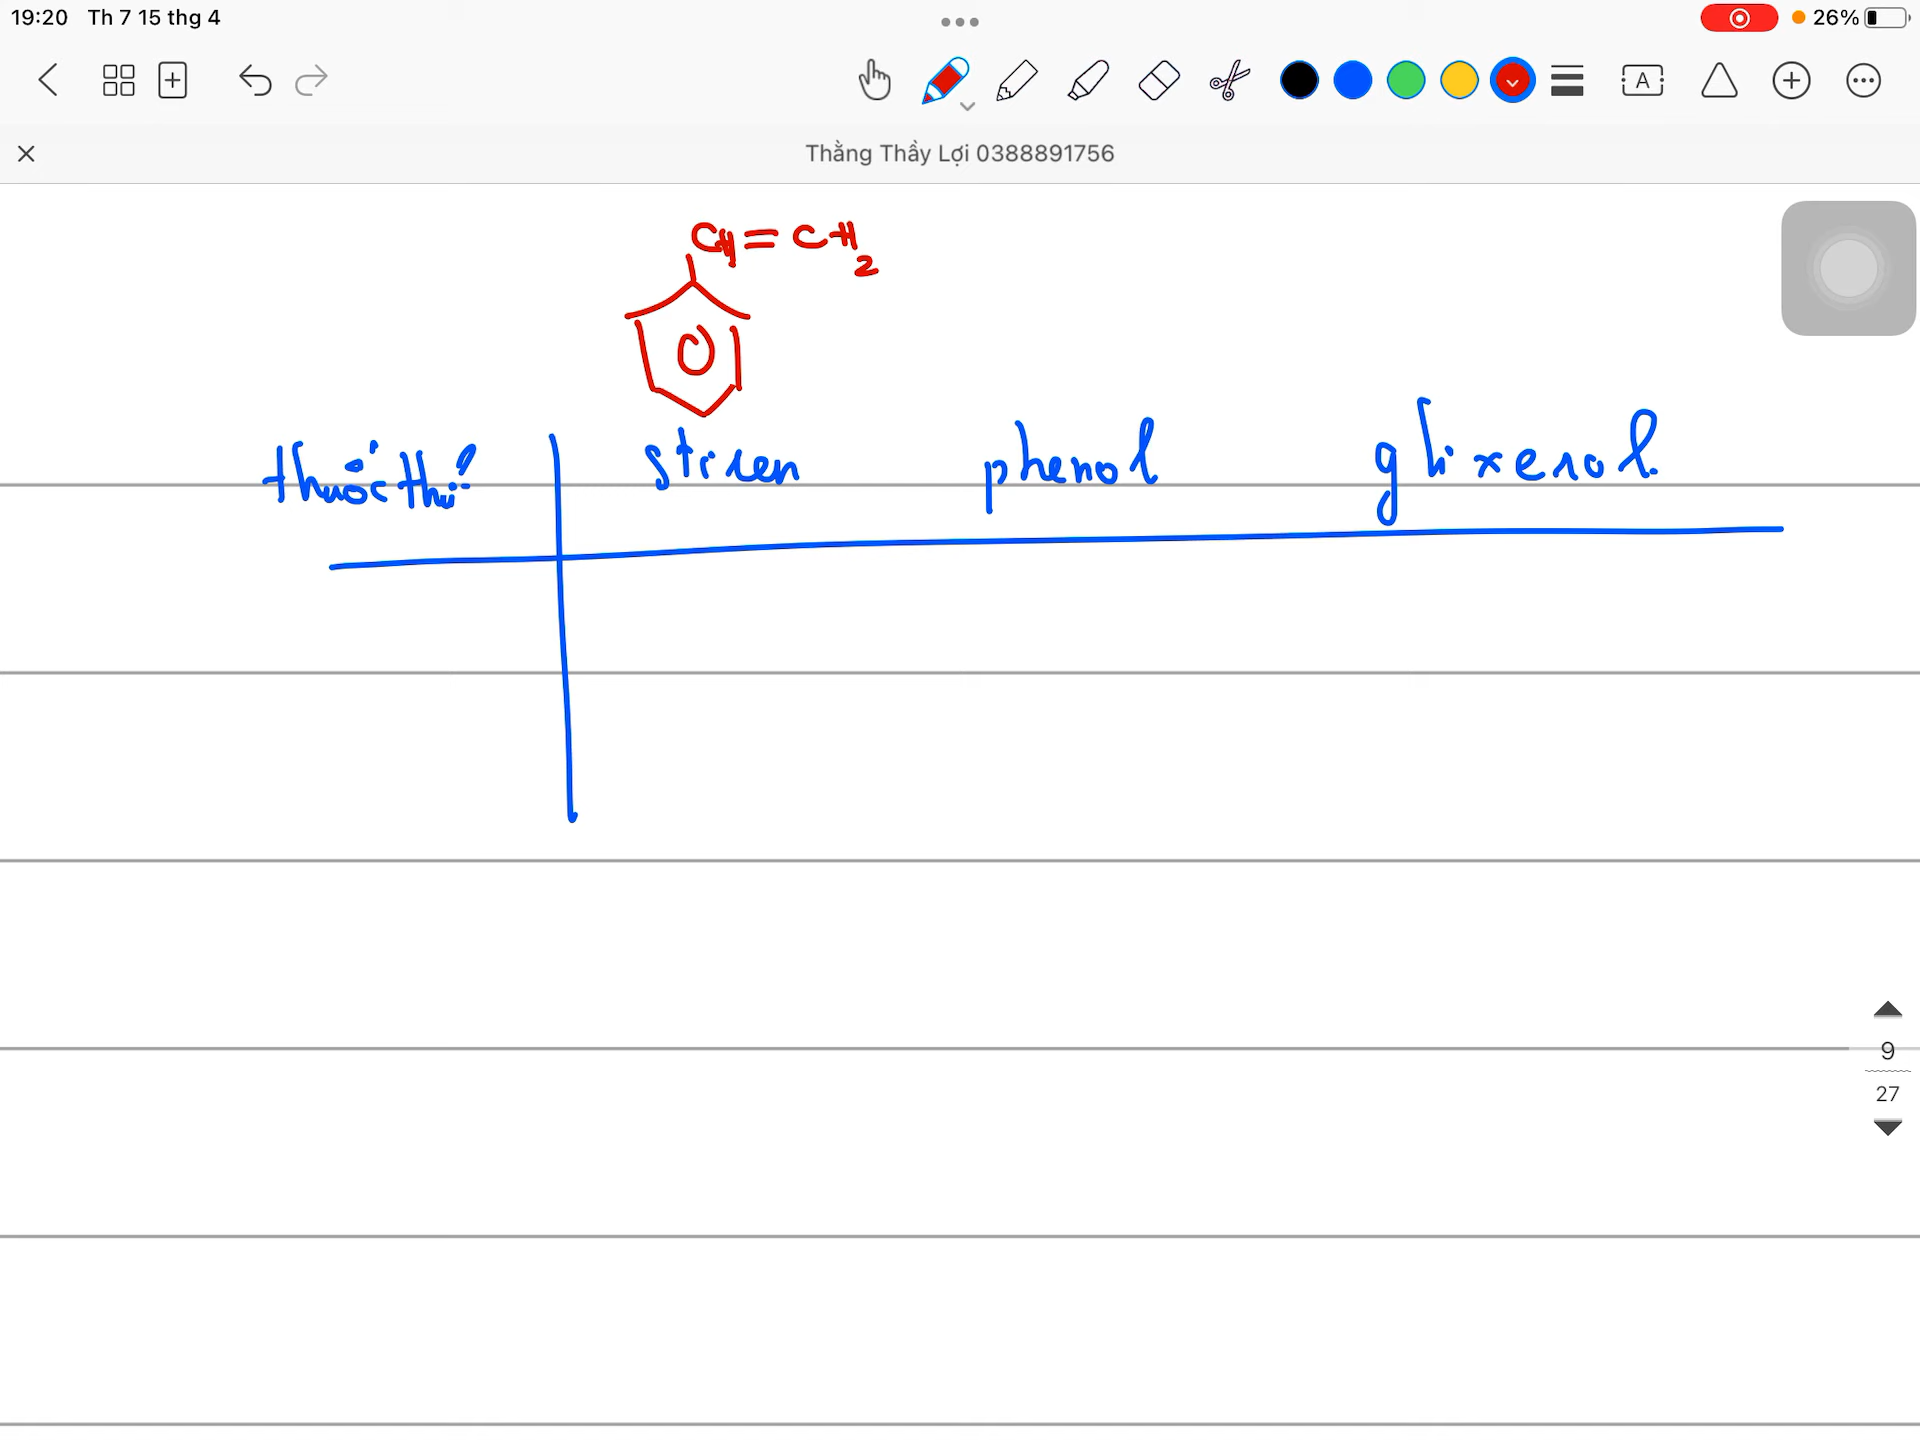 19:20 Th 7 15 thg 4
26%
A
Thằng Thầy Lợi 0388891756
CH = CH2
thuốc thử stiren phenol glixerol
9
27